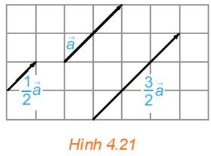 a⃗
1/2 a⃗
3/2 a⃗
Hình 4.21